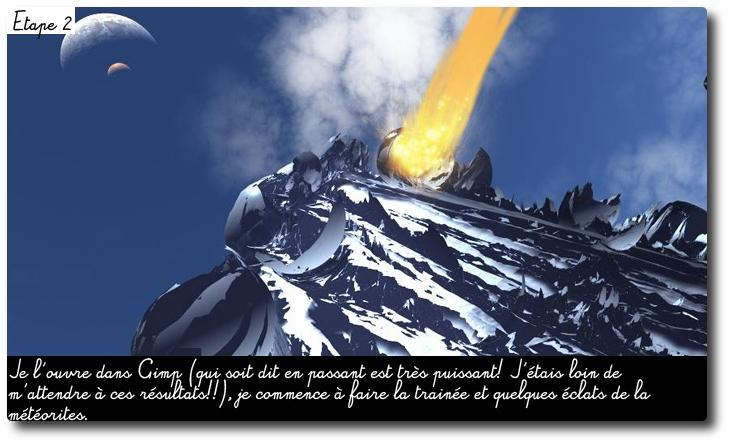 Etape 2
Je l'ouvre dans Gimp (qui soit dit en passant est très puissant! J'étais loin de
m'attendre à ces résultats!!), je commence à faire la trainée et quelques éclats de la
météorites.